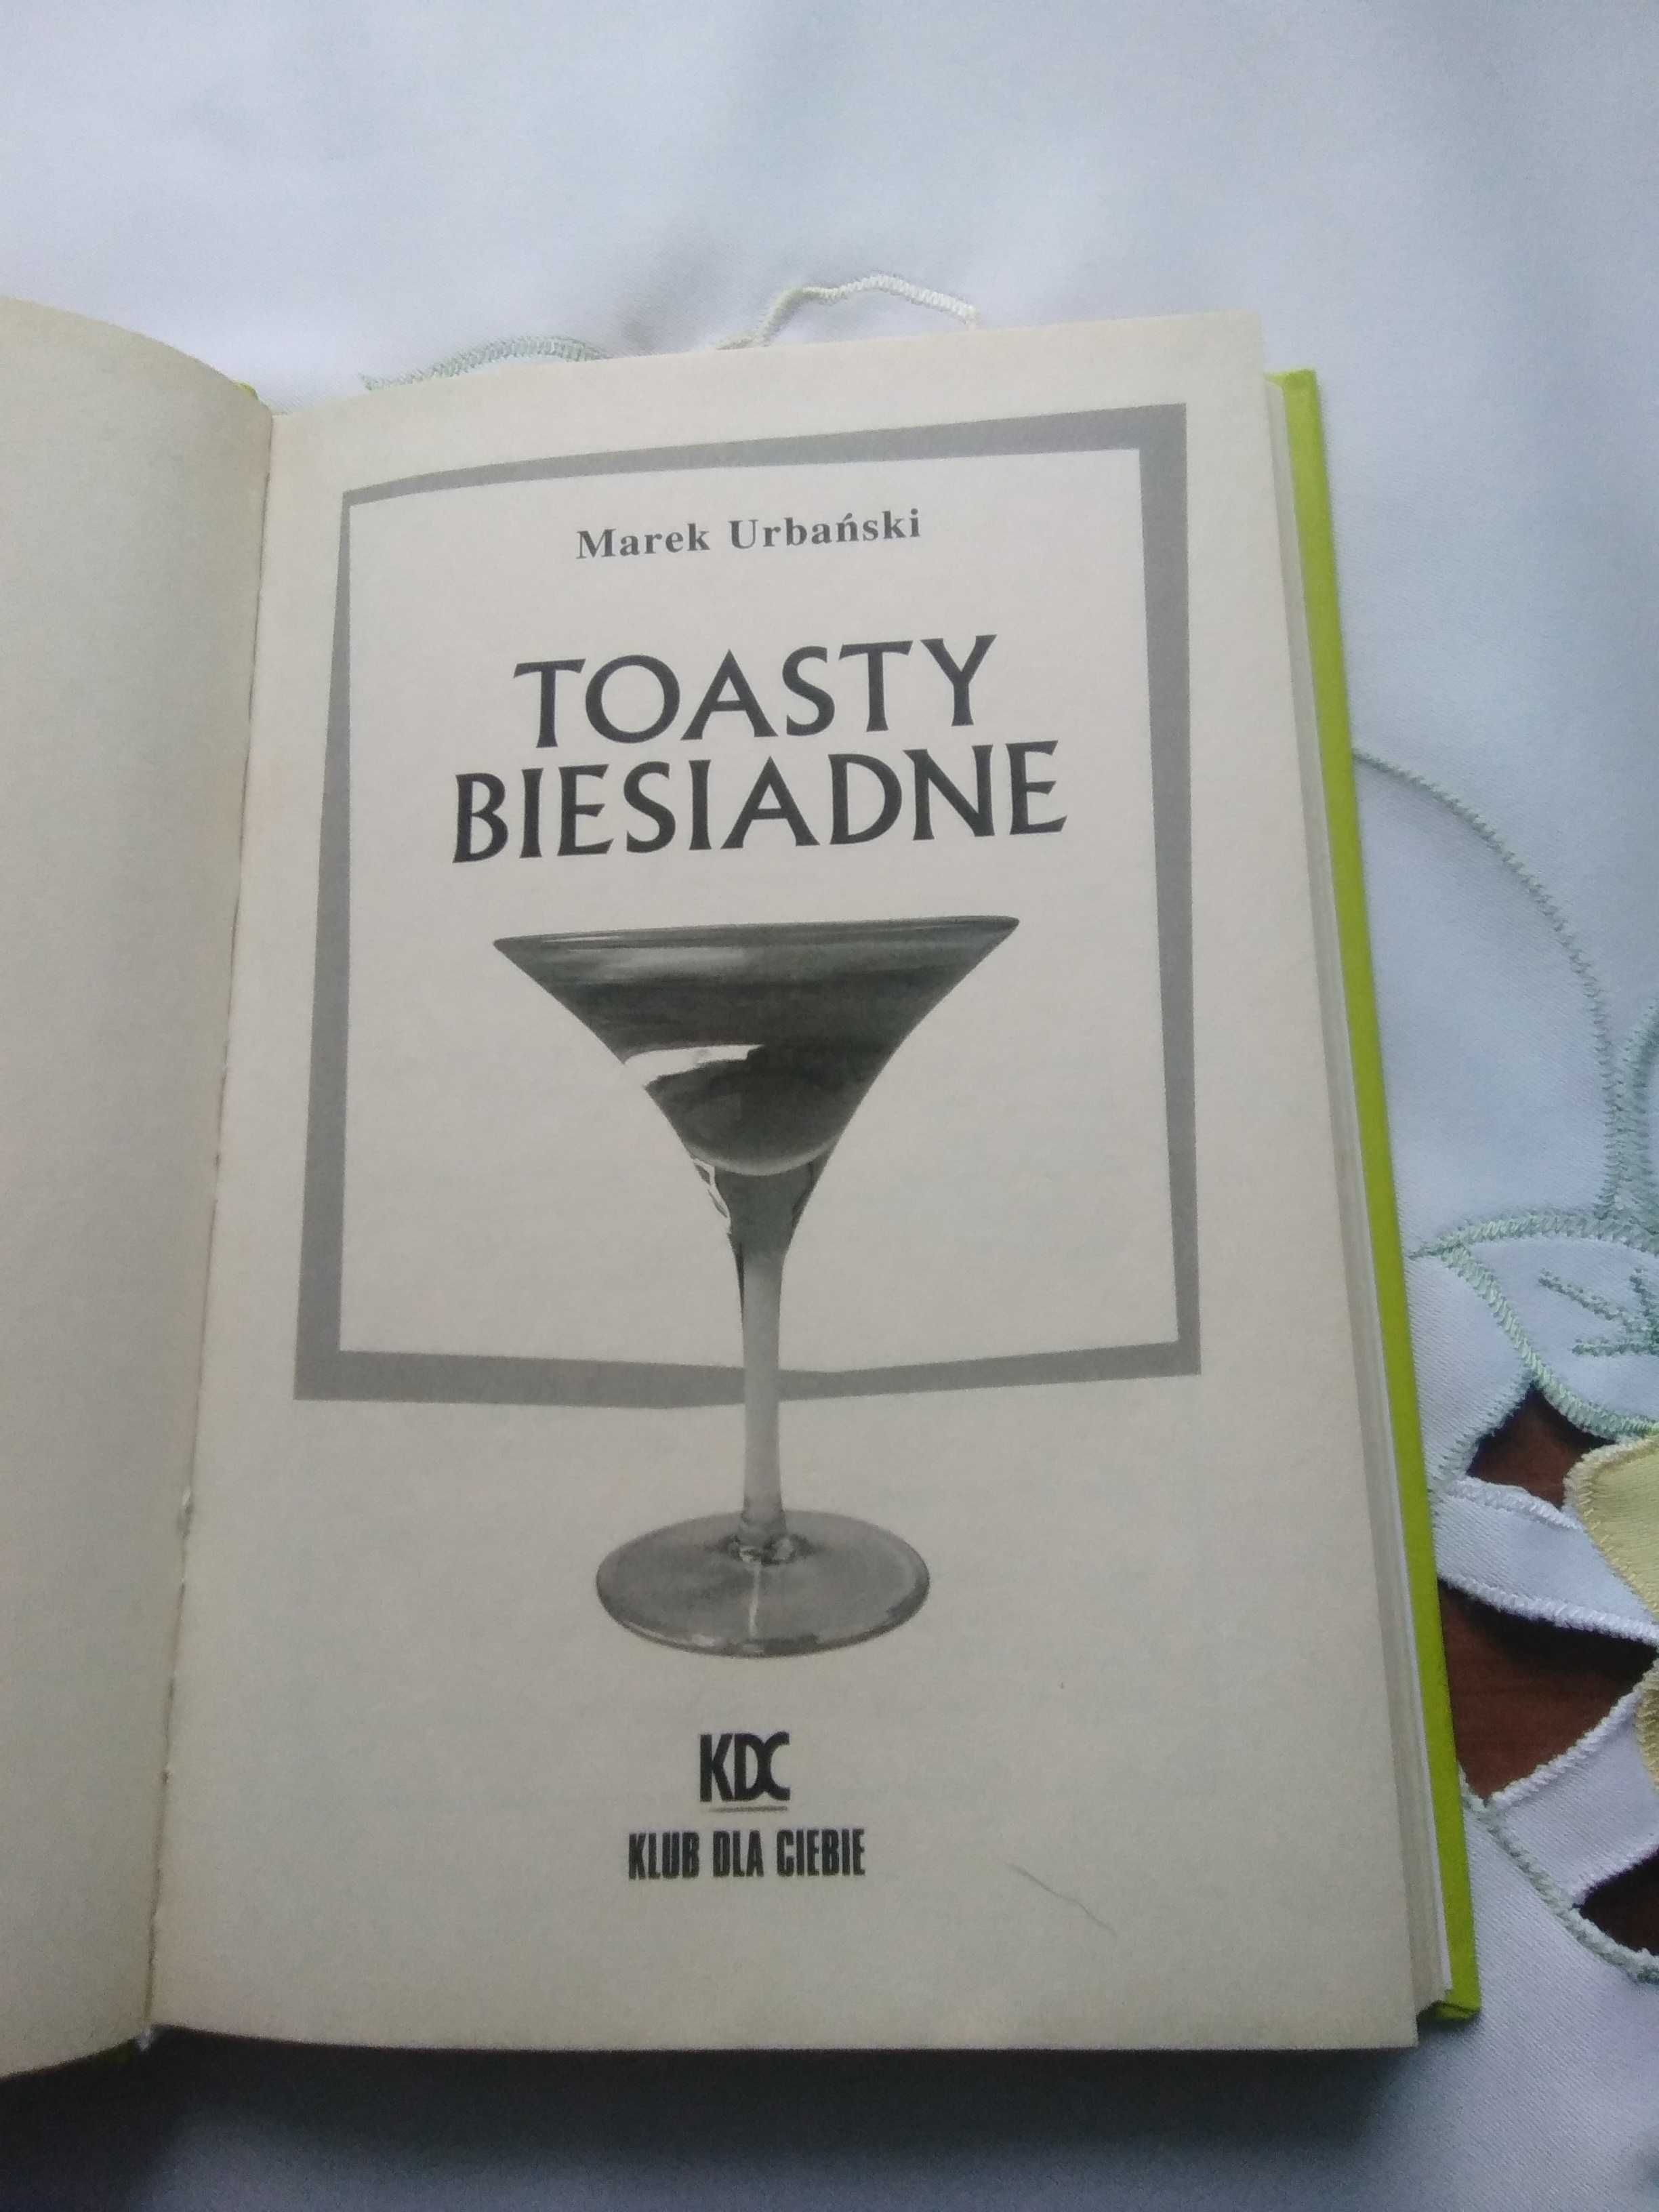 Marek Urbański
TOASTY
BIESIADNE
KDC
KLUB DLA CIEBIE